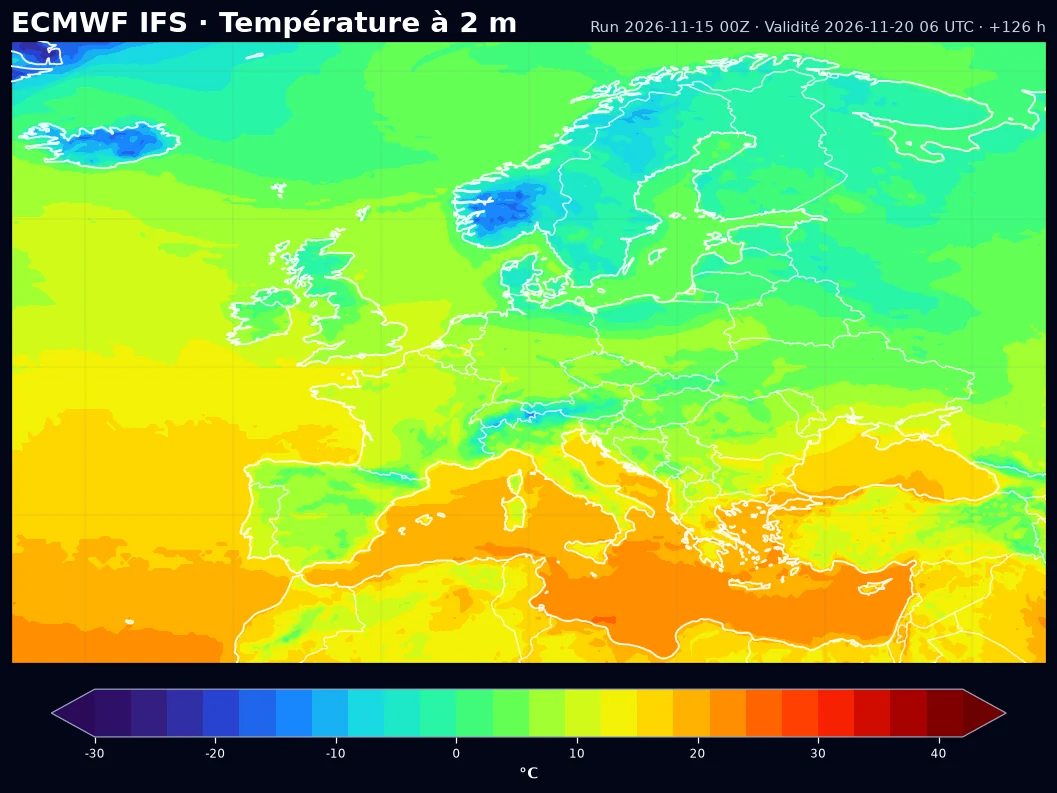 ECMWF IFS · Température à 2 m
Run 2026-11-15 00Z · Validité 2026-11-20 06 UTC · +126 h
-30 -20 -10 0 10 20 30 40
°C